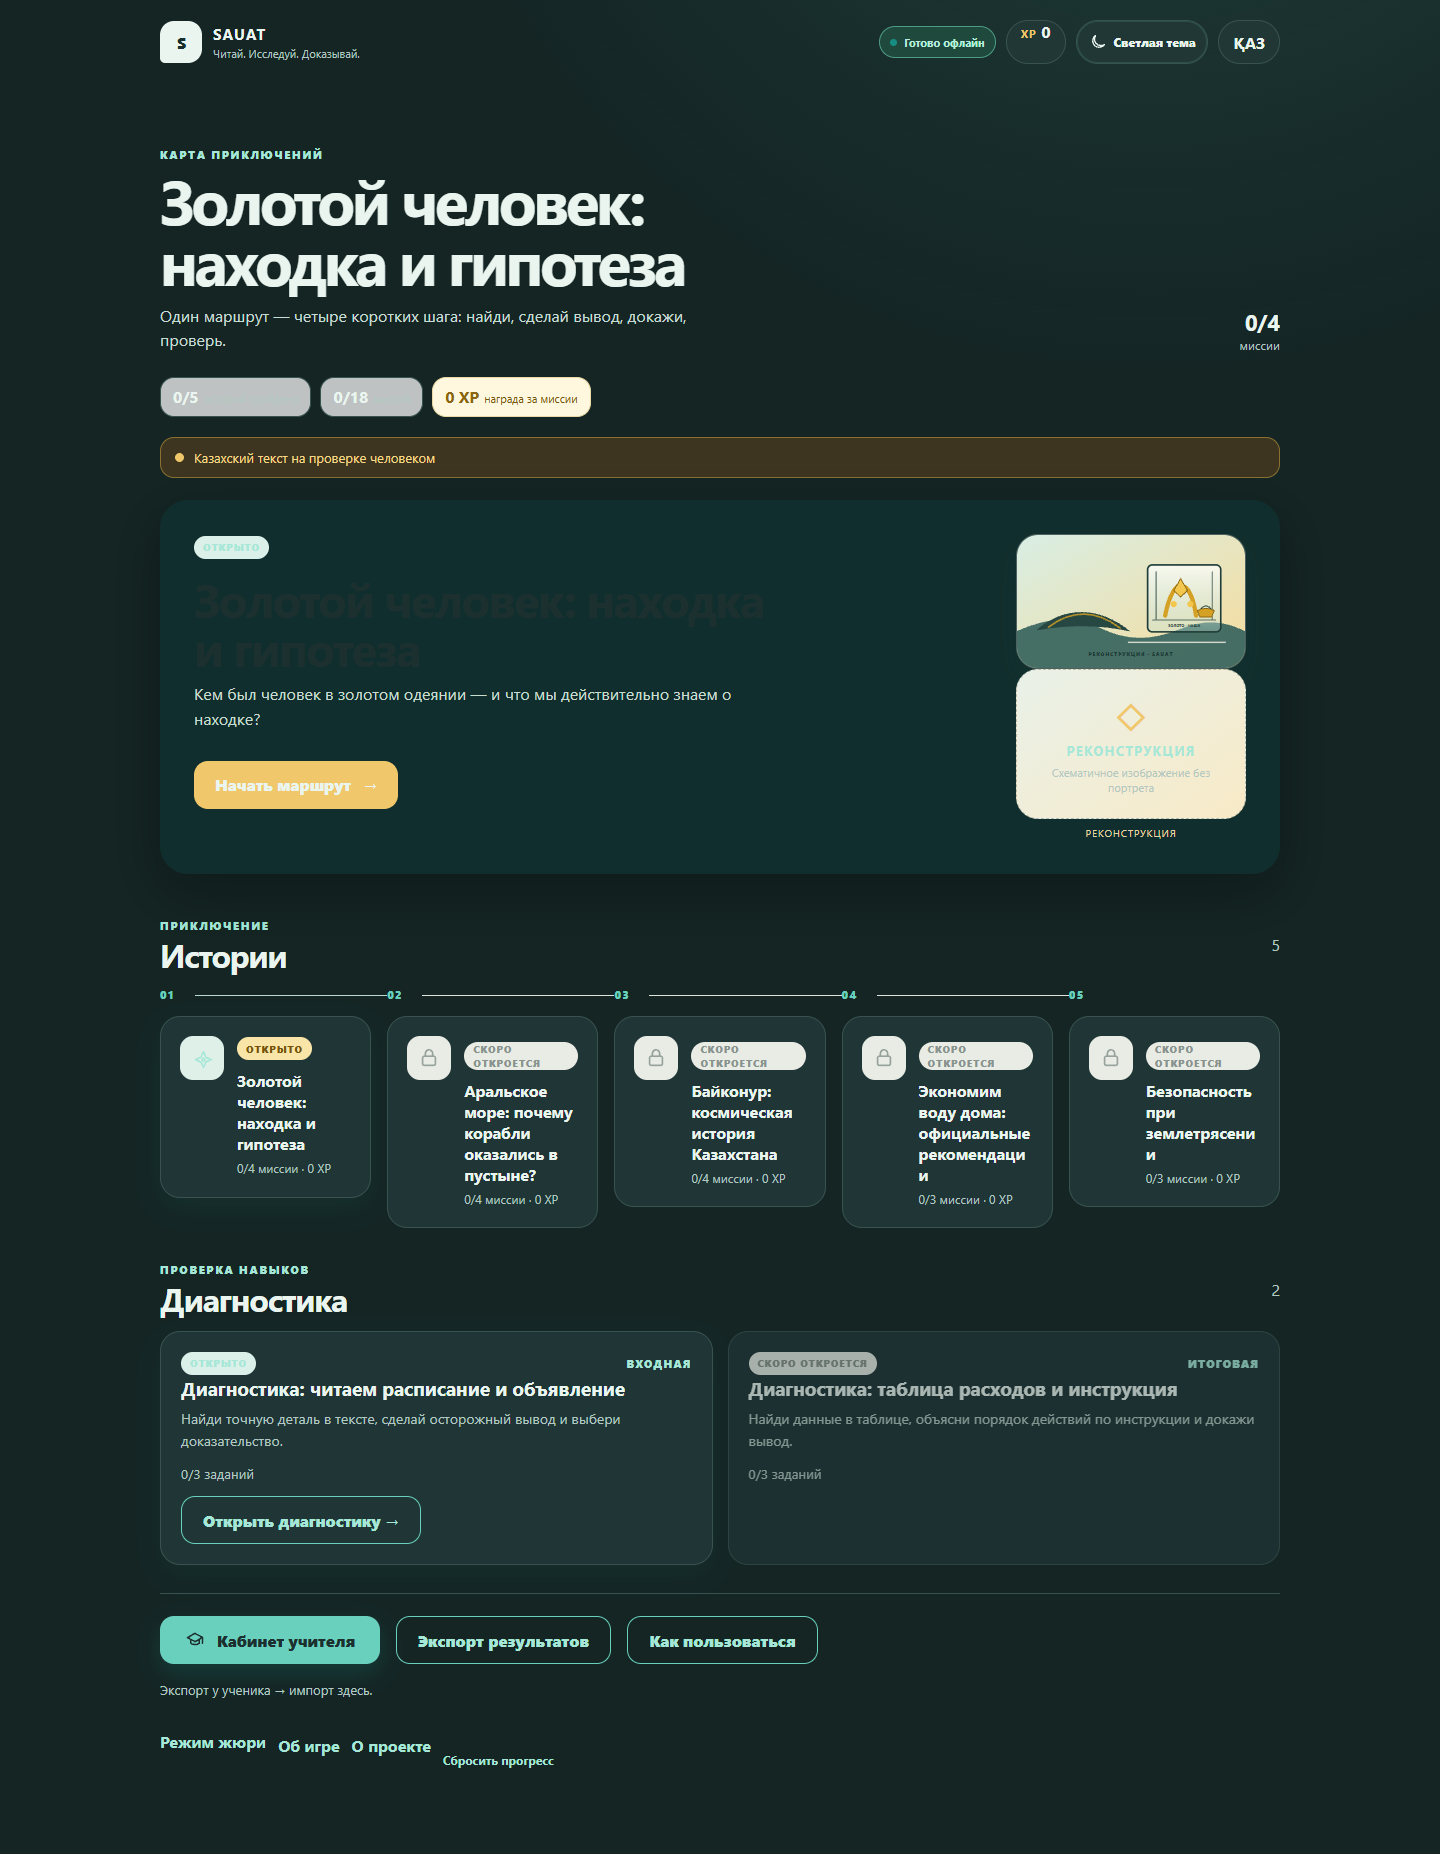 S
SAUAT
Читай. Исследуй. Доказывай.
Готово офлайн
XP 0
Светлая тема
ҚАЗ
КАРТА ПРИКЛЮЧЕНИЙ
Золотой человек:
находка и гипотеза
Один маршрут — четыре коротких шага: найди, сделай вывод, докажи,
проверь.
0/4
миссии
0/5
0/18
0 XP награда за миссии
Казахский текст на проверке человеком
ОТКРЫТО
Золотой человек: находка
и гипотеза
Кем был человек в золотом одеянии — и что мы действительно знаем о
находке?
Начать маршрут →
РЕКОНСТРУКЦИЯ · SAUAT
РЕКОНСТРУКЦИЯ
Схематичное изображение без
портрета
РЕКОНСТРУКЦИЯ
ПРИКЛЮЧЕНИЕ
Истории
5
01
02
03
04
05
ОТКРЫТО
Золотой
человек:
находка и
гипотеза
0/4 миссии · 0 XP
СКОРО
ОТКРОЕТСЯ
Аральское
море: почему
корабли
оказались в
пустыне?
0/4 миссии · 0 XP
СКОРО
ОТКРОЕТСЯ
Байконур:
космическая
история
Казахстана
0/4 миссии · 0 XP
СКОРО
ОТКРОЕТСЯ
Экономим
воду дома:
официальные
рекомендаци
и
0/3 миссии · 0 XP
СКОРО
ОТКРОЕТСЯ
Безопасность
при
землетрясени
и
0/3 миссии · 0 XP
ПРОВЕРКА НАВЫКОВ
Диагностика
2
ОТКРЫТО
ВХОДНАЯ
Диагностика: читаем расписание и объявление
Найди точную деталь в тексте, сделай осторожный вывод и выбери
доказательство.
0/3 заданий
Открыть диагностику →
СКОРО ОТКРОЕТСЯ
ИТОГОВАЯ
Диагностика: таблица расходов и инструкция
Найди данные в таблице, объясни порядок действий по инструкции и докажи
вывод.
0/3 заданий
Кабинет учителя
Экспорт результатов
Как пользоваться
Экспорт у ученика → импорт здесь.
Режим жюри
Об игре
О проекте
Сбросить прогресс